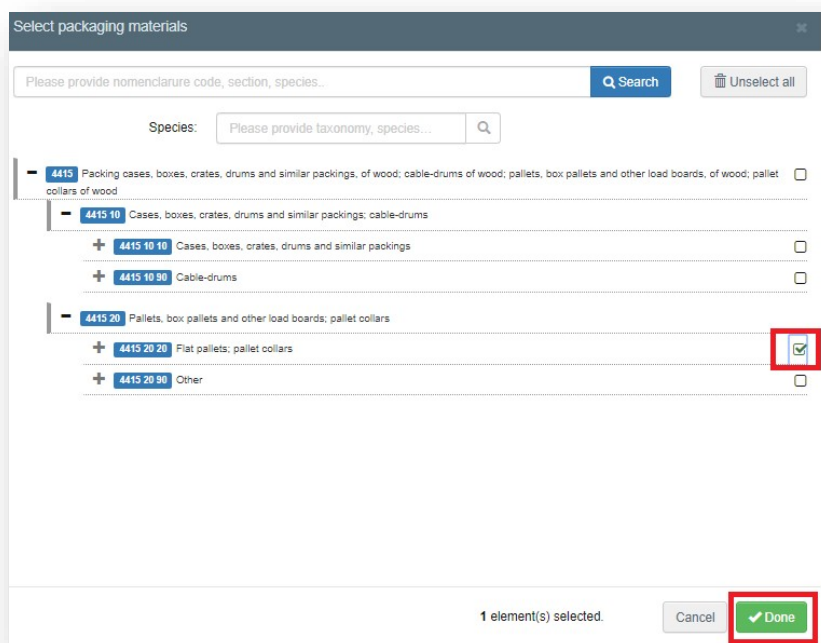 Select packaging materials
Please provide nomenclarure code, section, species..
Search
Unselect all
Species:
Please provide taxonomy, species...
4415 Packing cases, boxes, crates, drums and similar packings, of wood; cable-drums of wood; pallets, box pallets and other load boards, of wood; pallet
collars of wood
4415 10 Cases, boxes, crates, drums and similar packings; cable-drums
4415 10 10 Cases, boxes, crates, drums and similar packings
4415 10 90 Cable-drums
4415 20 Pallets, box pallets and other load boards; pallet collars
4415 20 20 Flat pallets; pallet collars
4415 20 90 Other
1 element(s) selected.
Cancel
Done